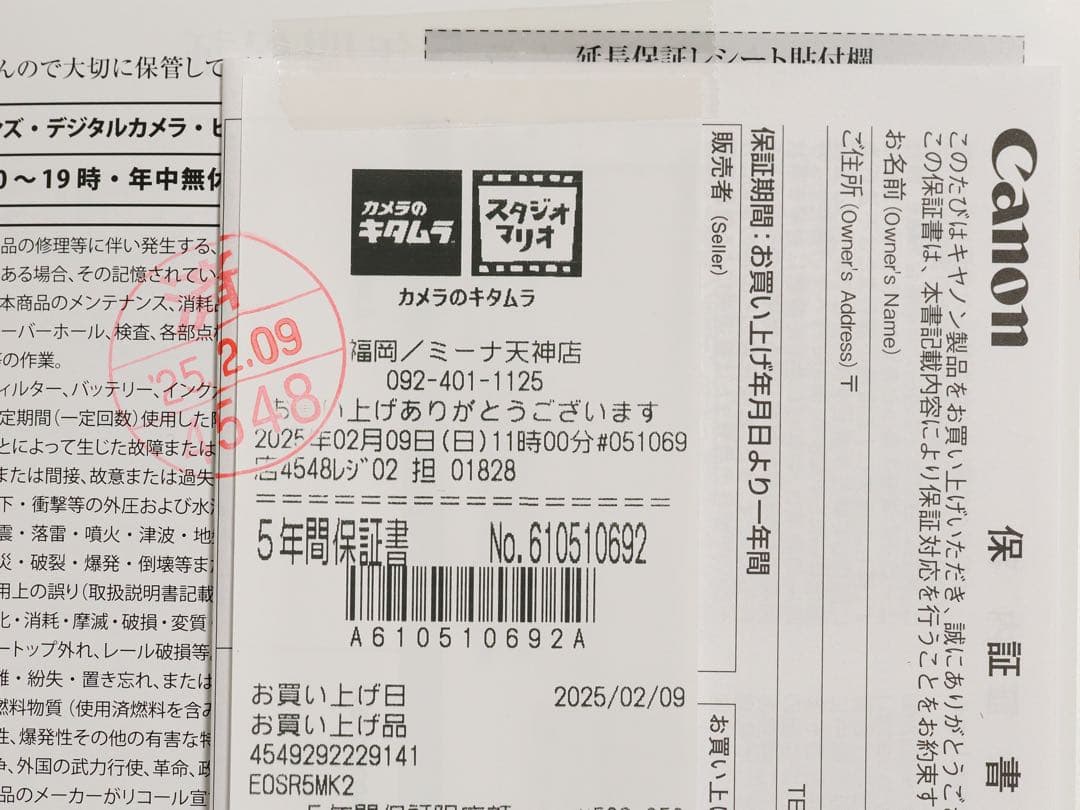 んので大切に保管して
延長保証レシート貼付欄
ンズ・デジタルカメラ・ビ
0〜19時・年中無休
品の修理等に伴い発生する、
ある場合、その記憶されてい
本商品のメンテナンス、消耗
ーバーホール、検査、各部点検
等の作業。
ィルター、バッテリー、インク
定期間(一定回数)使用した
とによって生じた故障または
または間接、故意または過失
下・衝撃等の外圧および水
震・落雷・噴火・津波・地
災・破裂・爆発・倒壊等ま
用上の誤り(取扱説明書記載
化・消耗・摩滅・破損・変質・
ートップ外れ、レール破損等
難・紛失・置き忘れ、または
燃料物質(使用済燃料を含み
性、爆発性その他の有害な特
争、外国の武力行使、革命、政
品のメーカーがリコール宣
済
'25.2.09
4548
カメラの
キタムラ
スタジオ
マリオ
カメラのキタムラ
福岡/ミーナ天神店
092-401-1125
お買い上げありがとうございます
2025年02月09日(日)11時00分#051069
店4548レジ02 担 01828
5年間保証書 No.610510692
A610510692A
お買い上げ日 2025/02/09
お買い上げ品
4549292229141
EOSR5MK2
Canon 保証書
このたびはキヤノン製品をお買い上げいただき、誠にありがとうご
この保証書は、本書記載内容により保証対応を行うことをお約束す
お名前 (Owner's Name)
ご住所 (Owner's Address) 〒
TE
保証期間:お買い上げ年月日より一年間
販売者 (Seller)
お買い上